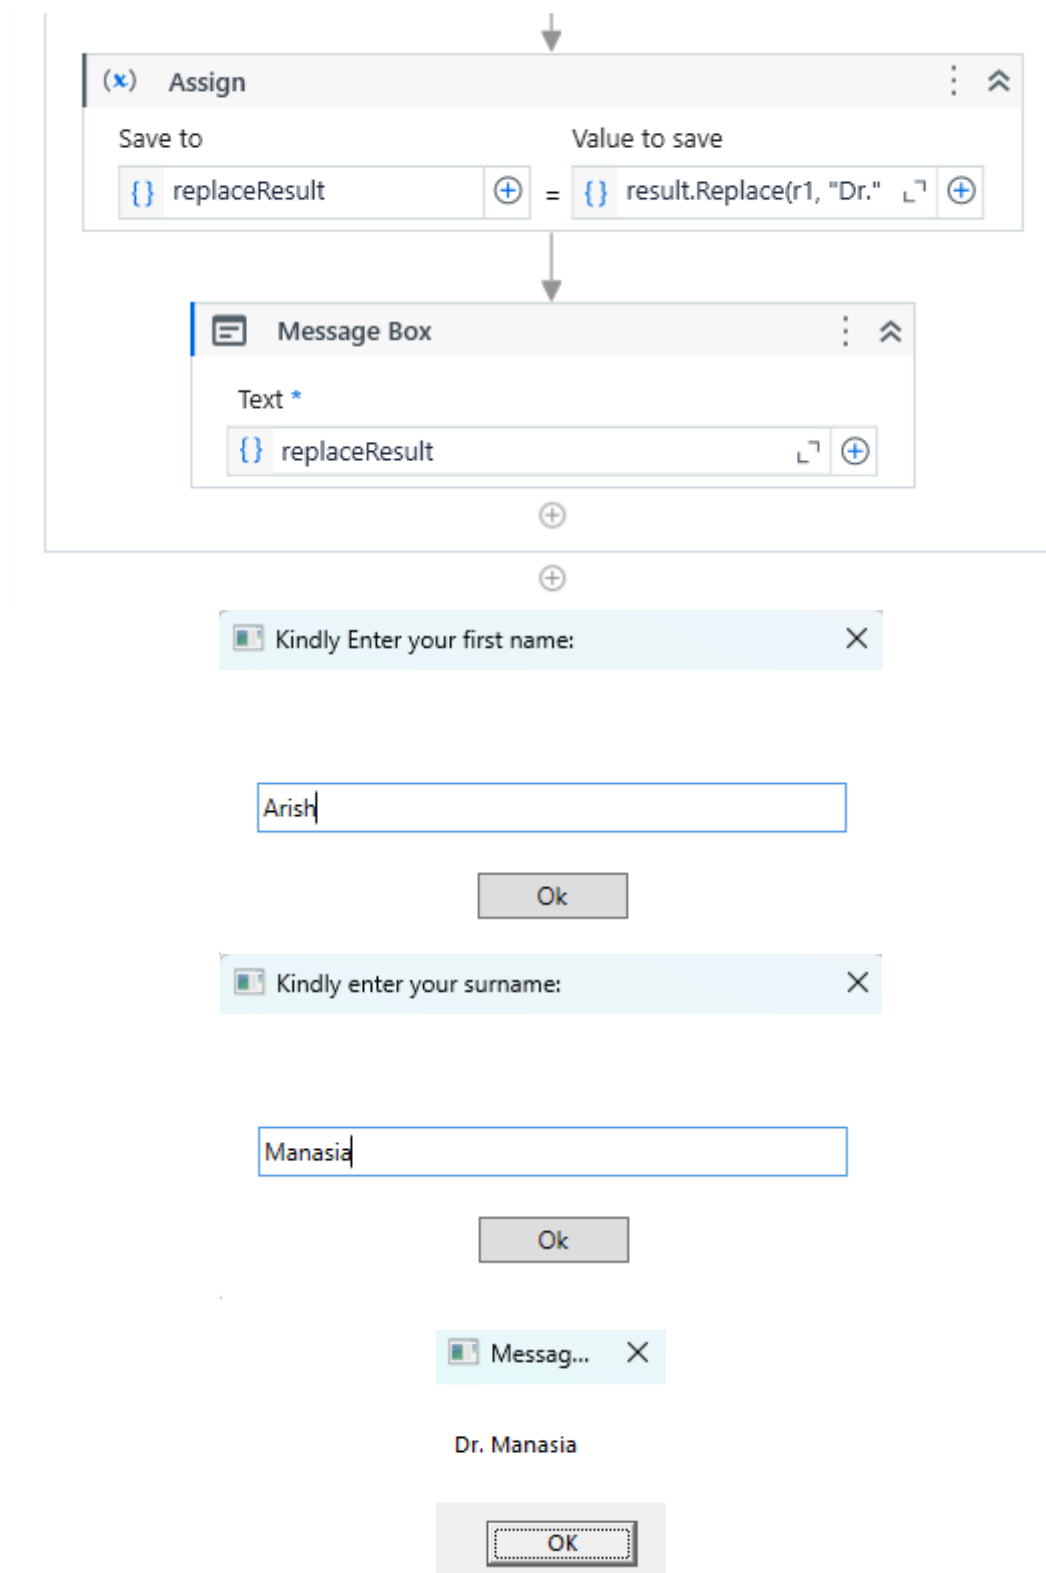 (x) Assign
Save to Value to save
{} replaceResult = {} result.Replace(r1, "Dr."
Message Box
Text *
{} replaceResult
Kindly Enter your first name:
Arish
Ok
Kindly enter your surname:
Manasia
Ok
Messag...
Dr. Manasia
OK